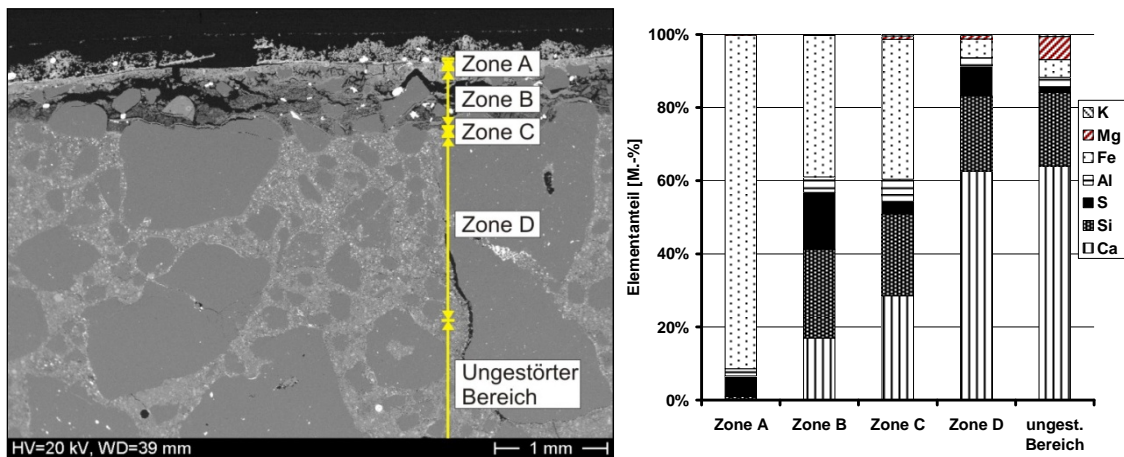 Zone A
Zone B
Zone C
Zone D
Ungestörter
Bereich
HV=20 kV, WD=39 mm
1 mm
Elementanteil [M.-%]
100%
80%
60%
40%
20%
0%
Zone A Zone B Zone C Zone D ungest.
Bereich
K
Mg
Fe
Al
S
Si
Ca